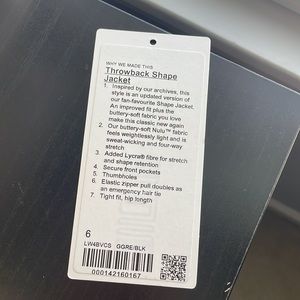 WHY WE MADE THIS
Throwback Shape
Jacket
1. Inspired by our archives, this
style is an updated version of
our fan-favourite Shape Jacket.
An improved fit plus the
buttery-soft fabric you love
make this classic new again
2. Our buttery-soft Nulu™ fabric
feels weightlessly light and is
sweat-wicking and four-way
stretch
3. Added Lycra® fibre for stretch
and shape retention
4. Secure front pockets
5. Thumbholes
6. Elastic zipper pull doubles as
an emergency hair tie
7. Tight fit, hip length
6
LW4BVCS GGRE/BLK
000142160167